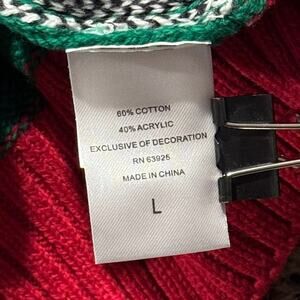 60% COTTON
40% ACRYLIC
EXCLUSIVE OF DECORATION
RN 63925
MADE IN CHINA
L